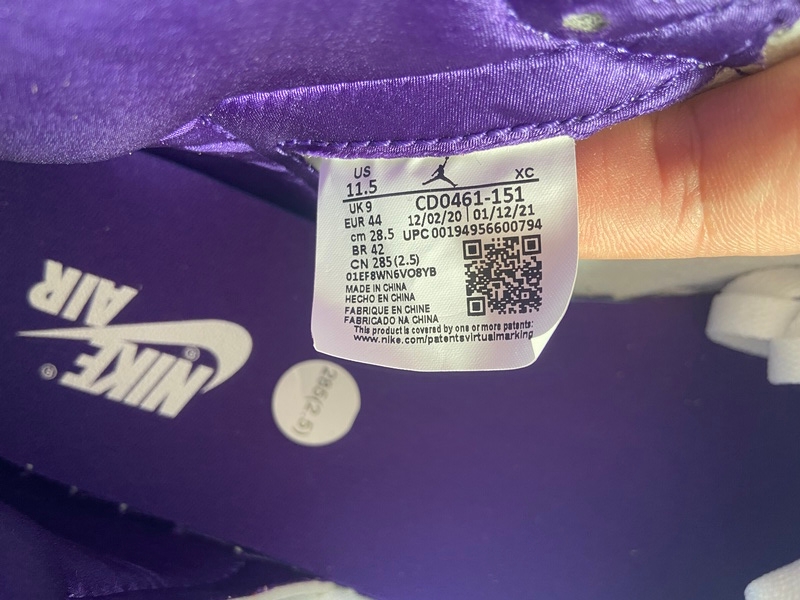 US
11.5
XC
UK 9
CD0461-151
EUR 44
12/02/20 | 01/12/21
cm 28.5
UPC 00194956600794
BR 42
CN 285 (2.5)
01EF8WN6VO8YB
MADE IN CHINA
HECHO EN CHINA
FABRIQUE EN CHINE
FABRICADO NA CHINA
This product is covered by one or more patents:
www.nike.com/patentsvirtualmarking
NIKE
AIR
285(2.5)